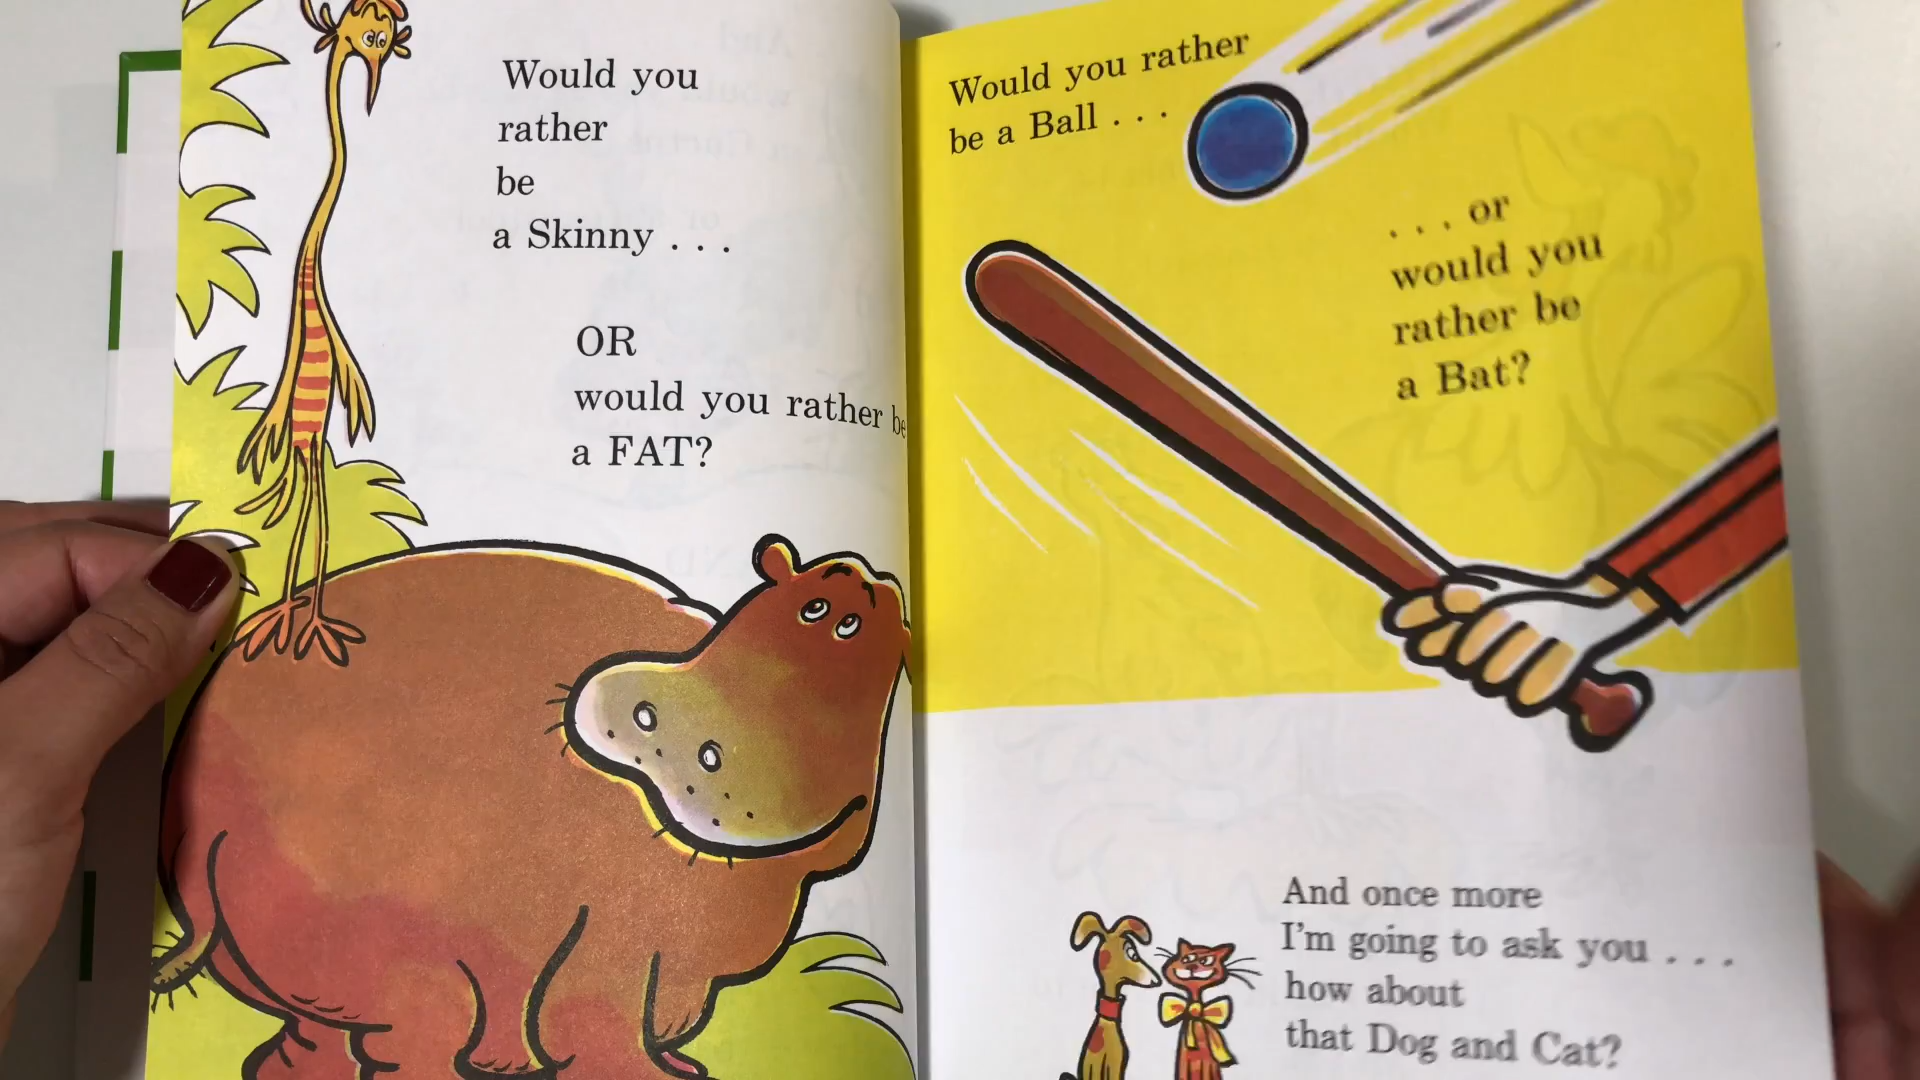 Would you
rather
be
a Skinny . . .
OR
would you rather be
a FAT?
Would you rather
be a Ball . . .
. . . or
would you
rather be
a Bat?
And once more
I'm going to ask you . . .
how about
that Dog and Cat?